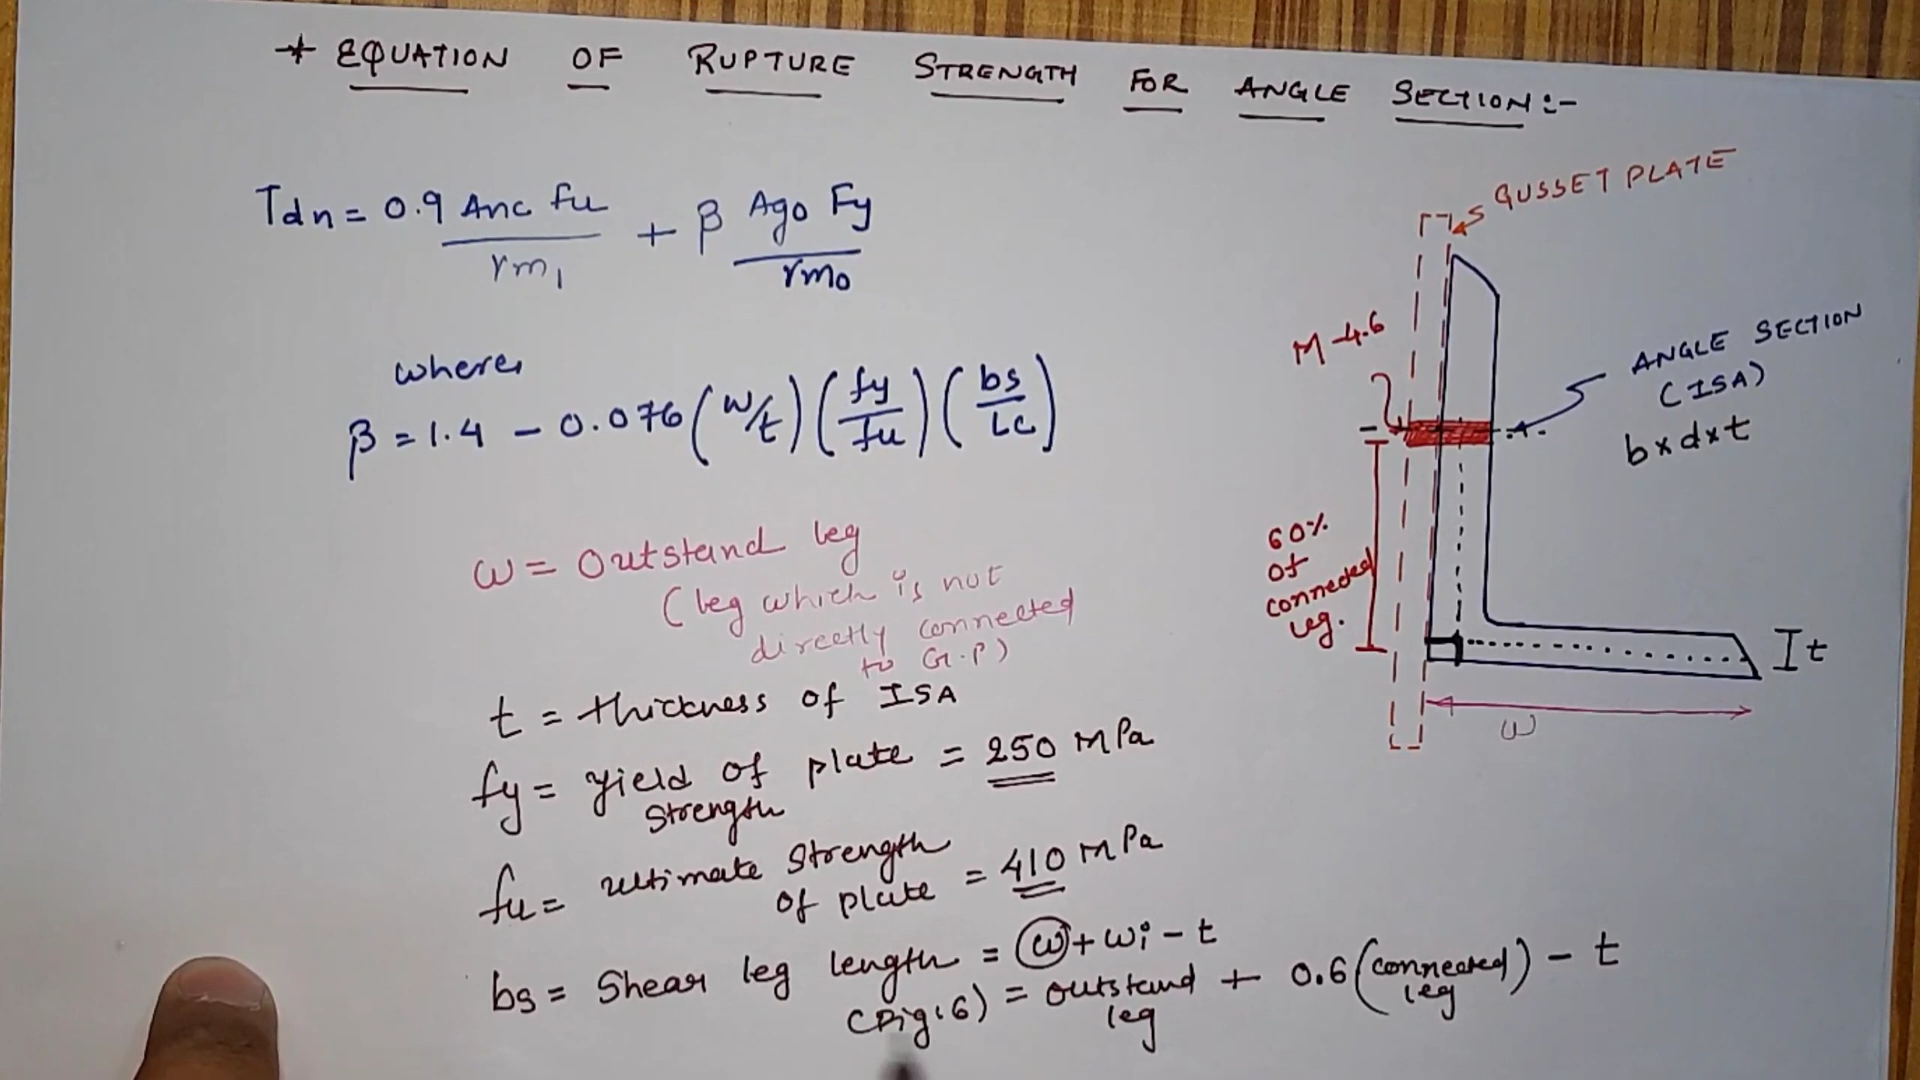 * EQUATION OF RUPTURE STRENGTH FOR ANGLE SECTION :-
Tdn = 0.9 Anc fu / γm1 + β Ago Fy / γm0
where,
β = 1.4 - 0.076 (w/t) (fy/fu) (bs/Lc)
w = Outstand leg
(leg which is not
directly connected
to G.P)
t = thickness of ISA
fy = yield of plate = 250 MPa
strength
fu = ultimate strength
of plate = 410 MPa
bs = Shear leg length = w + wi - t
(Fig. 6) = outstand leg + 0.6 (connected leg) - t
GUSSET PLATE
M-4.6
ANGLE SECTION
(ISA)
b x d x t
60%
of
connected
leg.
t
w